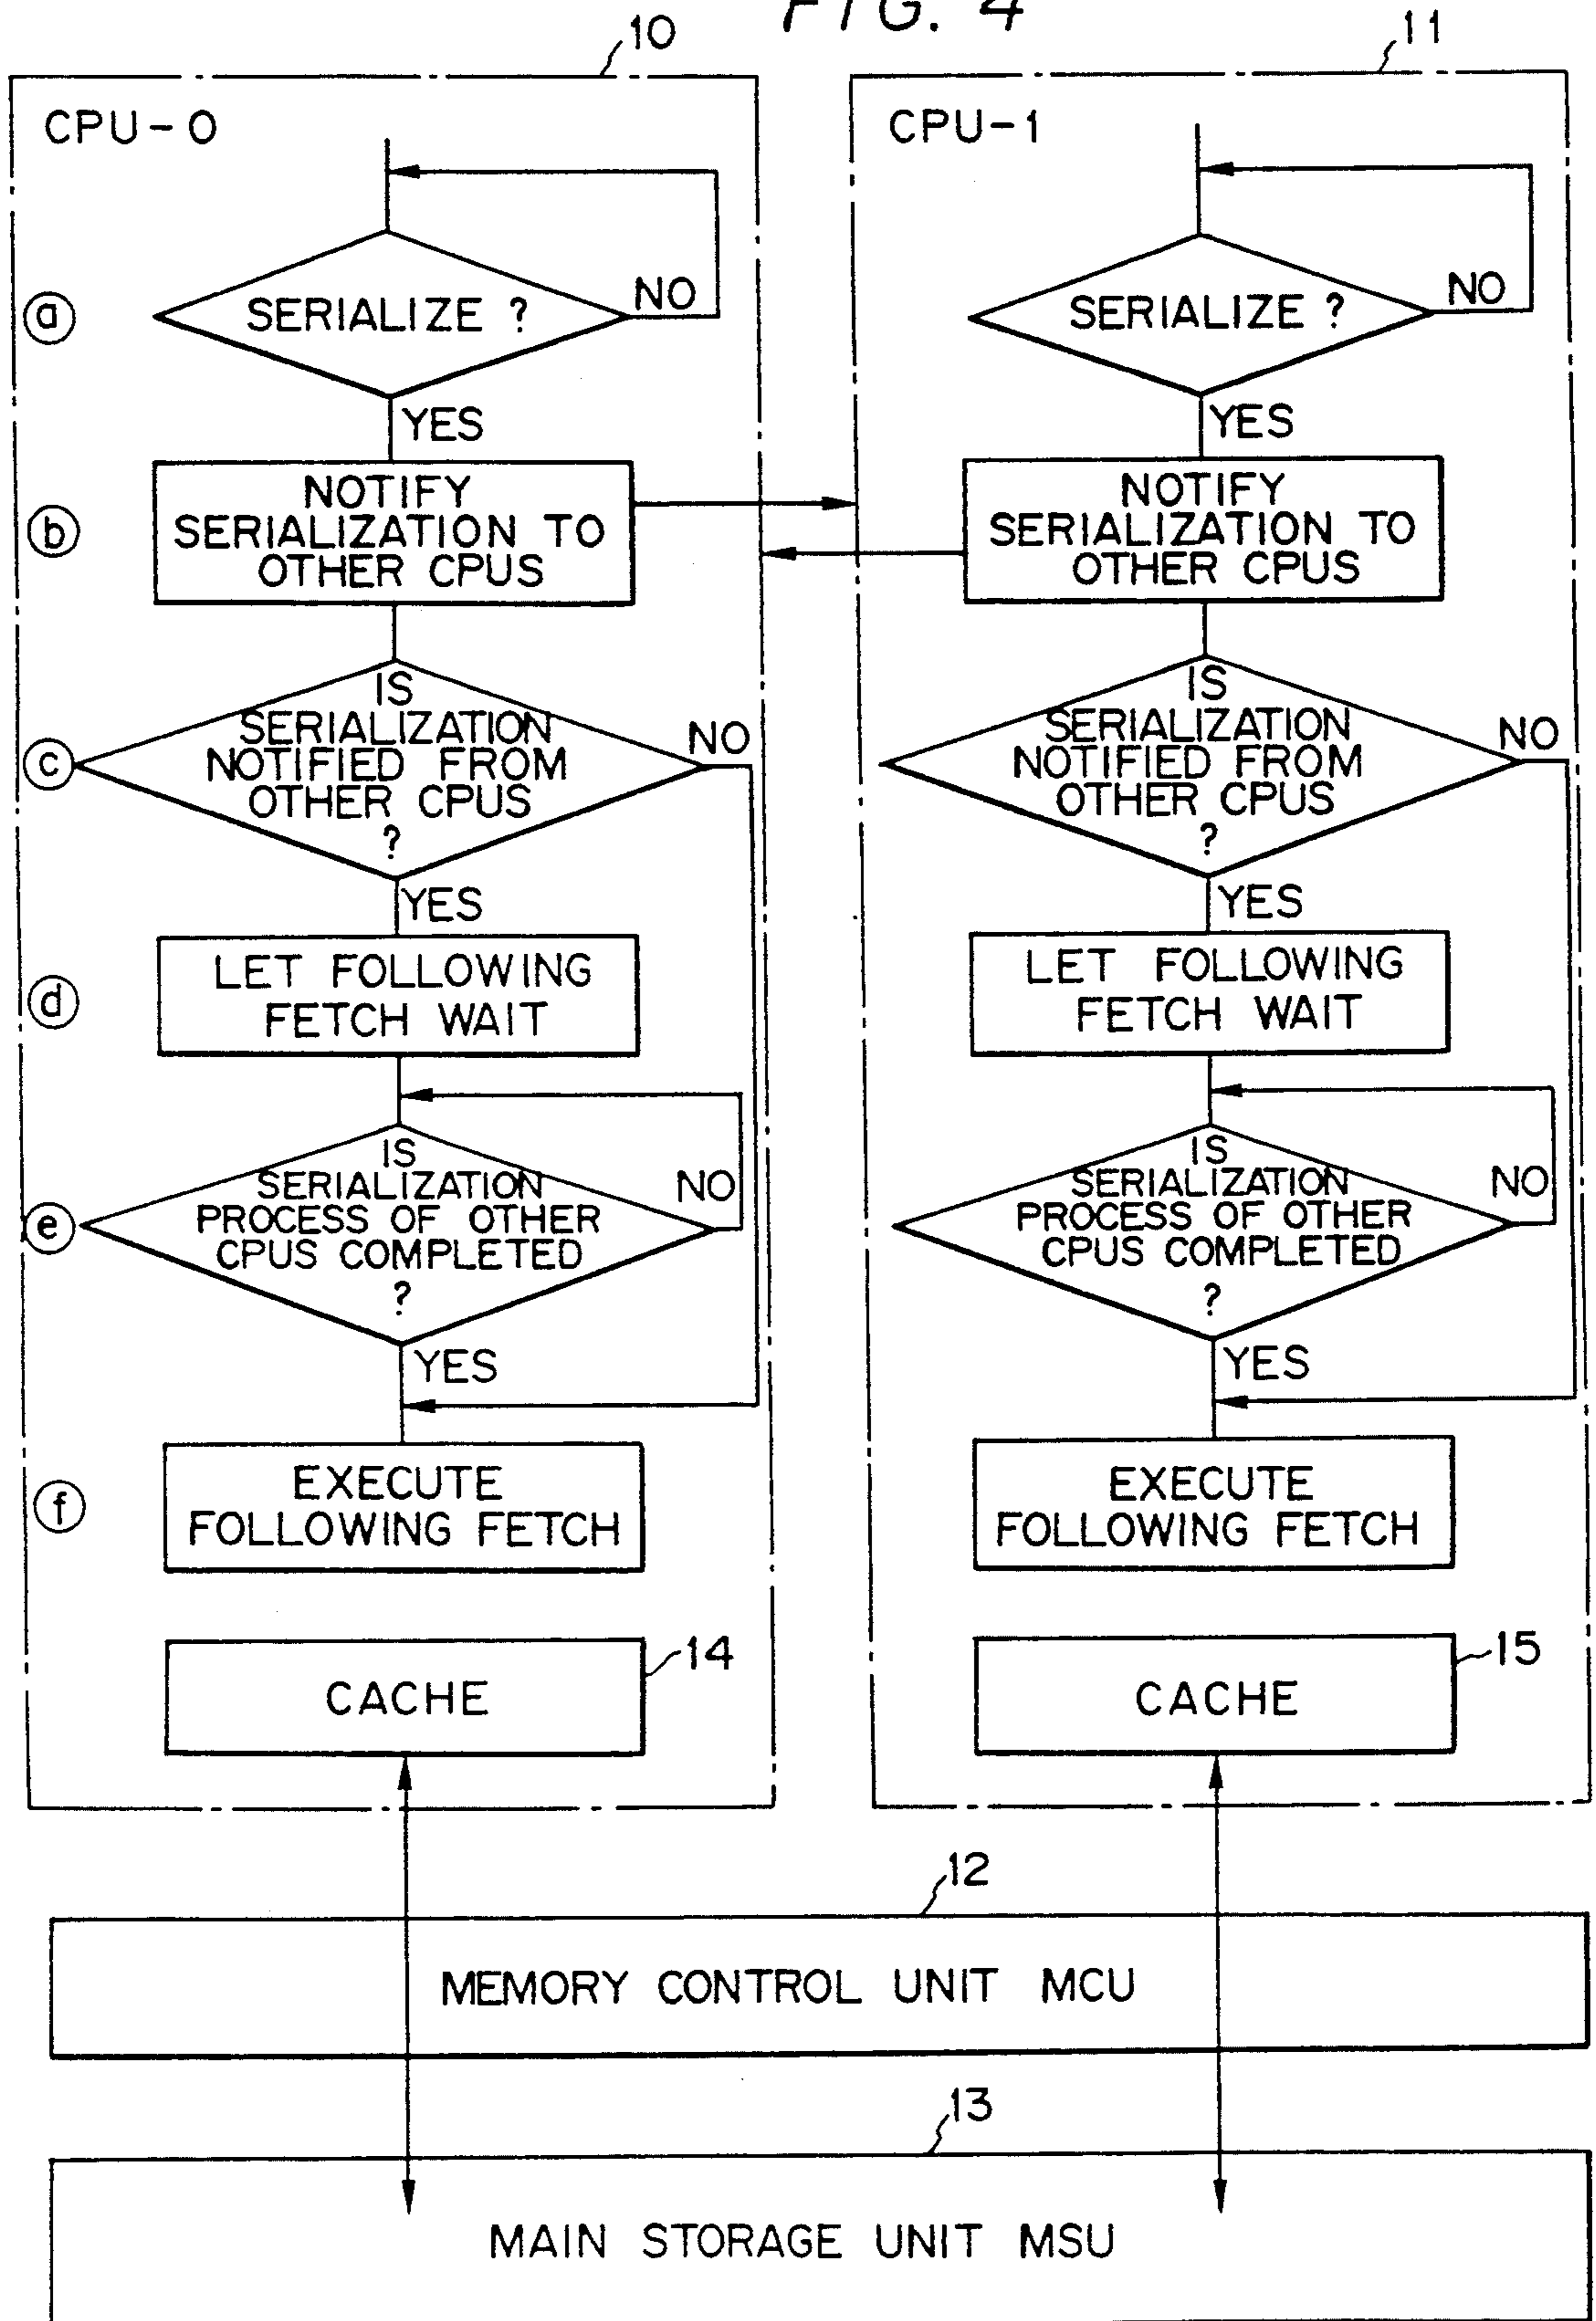 FIG. 4
10
CPU-0
SERIALIZE ?
NO
a
YES
NOTIFY
SERIALIZATION TO
OTHER CPUS
b
IS
SERIALIZATION
NOTIFIED FROM
OTHER CPUS
?
NO
c
YES
LET FOLLOWING
FETCH WAIT
d
IS
SERIALIZATION
PROCESS OF OTHER
CPUS COMPLETED
?
NO
e
YES
EXECUTE
FOLLOWING FETCH
f
CACHE
14
11
CPU-1
SERIALIZE ?
NO
YES
NOTIFY
SERIALIZATION TO
OTHER CPUS
IS
SERIALIZATION
NOTIFIED FROM
OTHER CPUS
?
NO
YES
LET FOLLOWING
FETCH WAIT
IS
SERIALIZATION
PROCESS OF OTHER
CPUS COMPLETED
?
NO
YES
EXECUTE
FOLLOWING FETCH
CACHE
15
12
MEMORY CONTROL UNIT MCU
13
MAIN STORAGE UNIT MSU